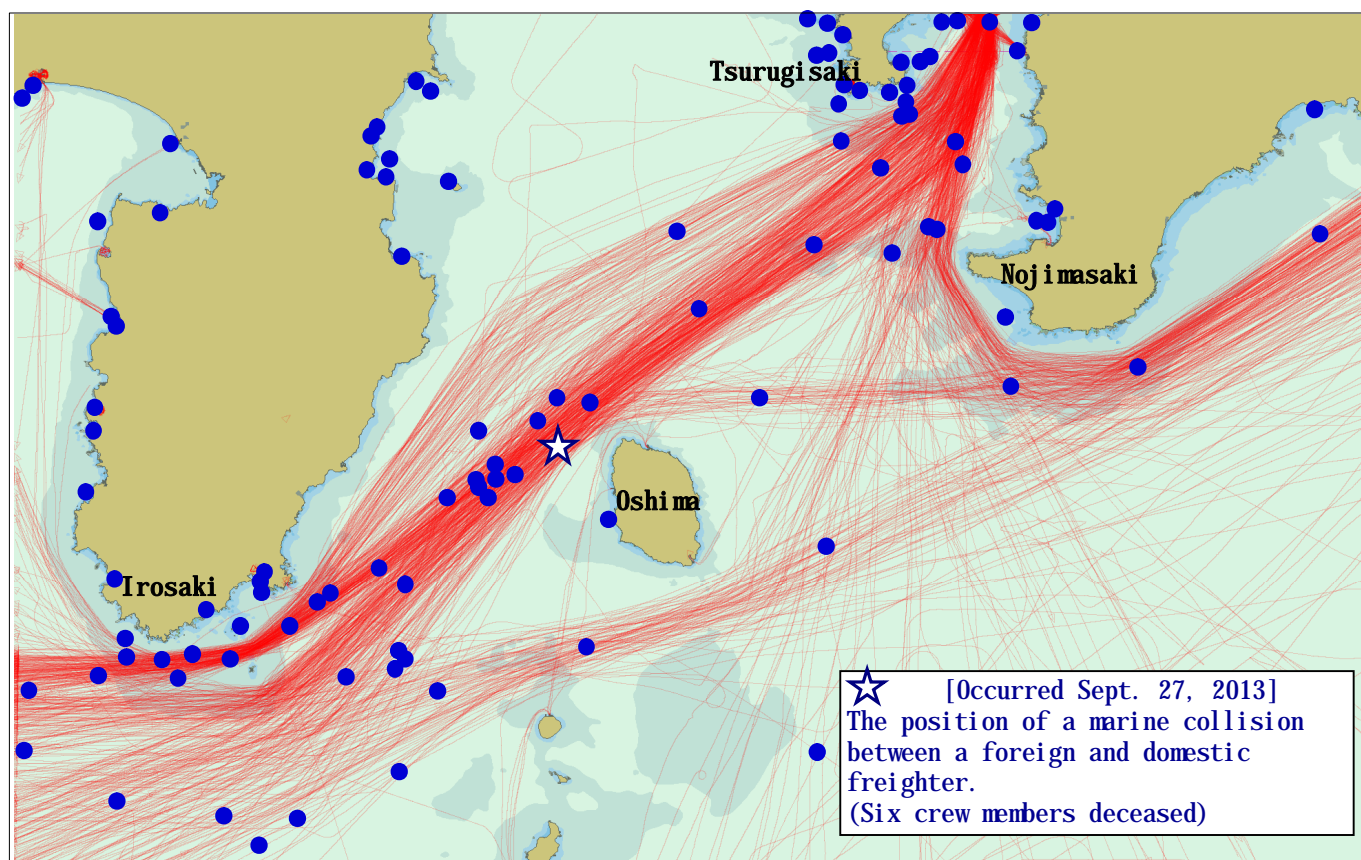 Tsurugisaki
Nojimasaki
Oshima
Irosaki
[Occurred Sept. 27, 2013]
The position of a marine collision
between a foreign and domestic
freighter.
(Six crew members deceased)